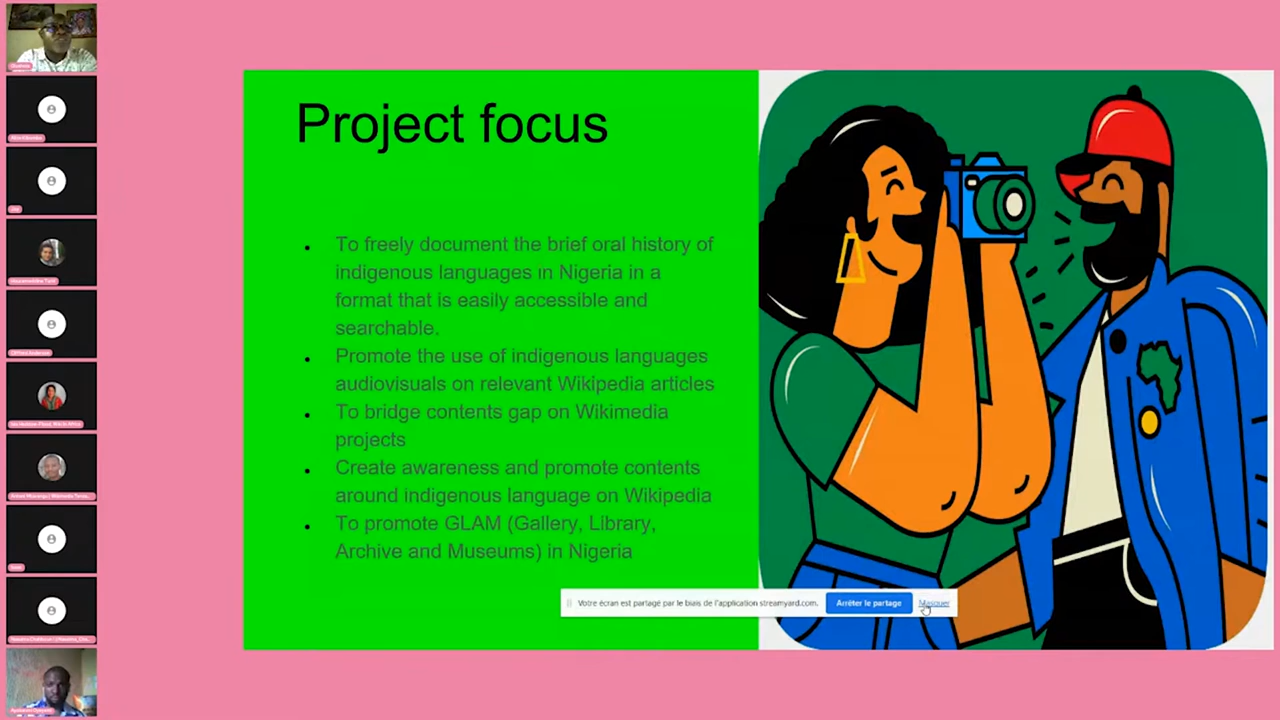 Project focus
To freely document the brief oral history of
indigenous languages in Nigeria in a
format that is easily accessible and
searchable.
Promote the use of indigenous languages
audiovisuals on relevant Wikipedia articles
To bridge contents gap on Wikimedia
projects
Create awareness and promote contents
around indigenous language on Wikipedia
To promote GLAM (Gallery, Library,
Archive and Museums) in Nigeria
Votre écran est partagé par le biais de l'application streamyard.com. Arrêter le partage Masquer